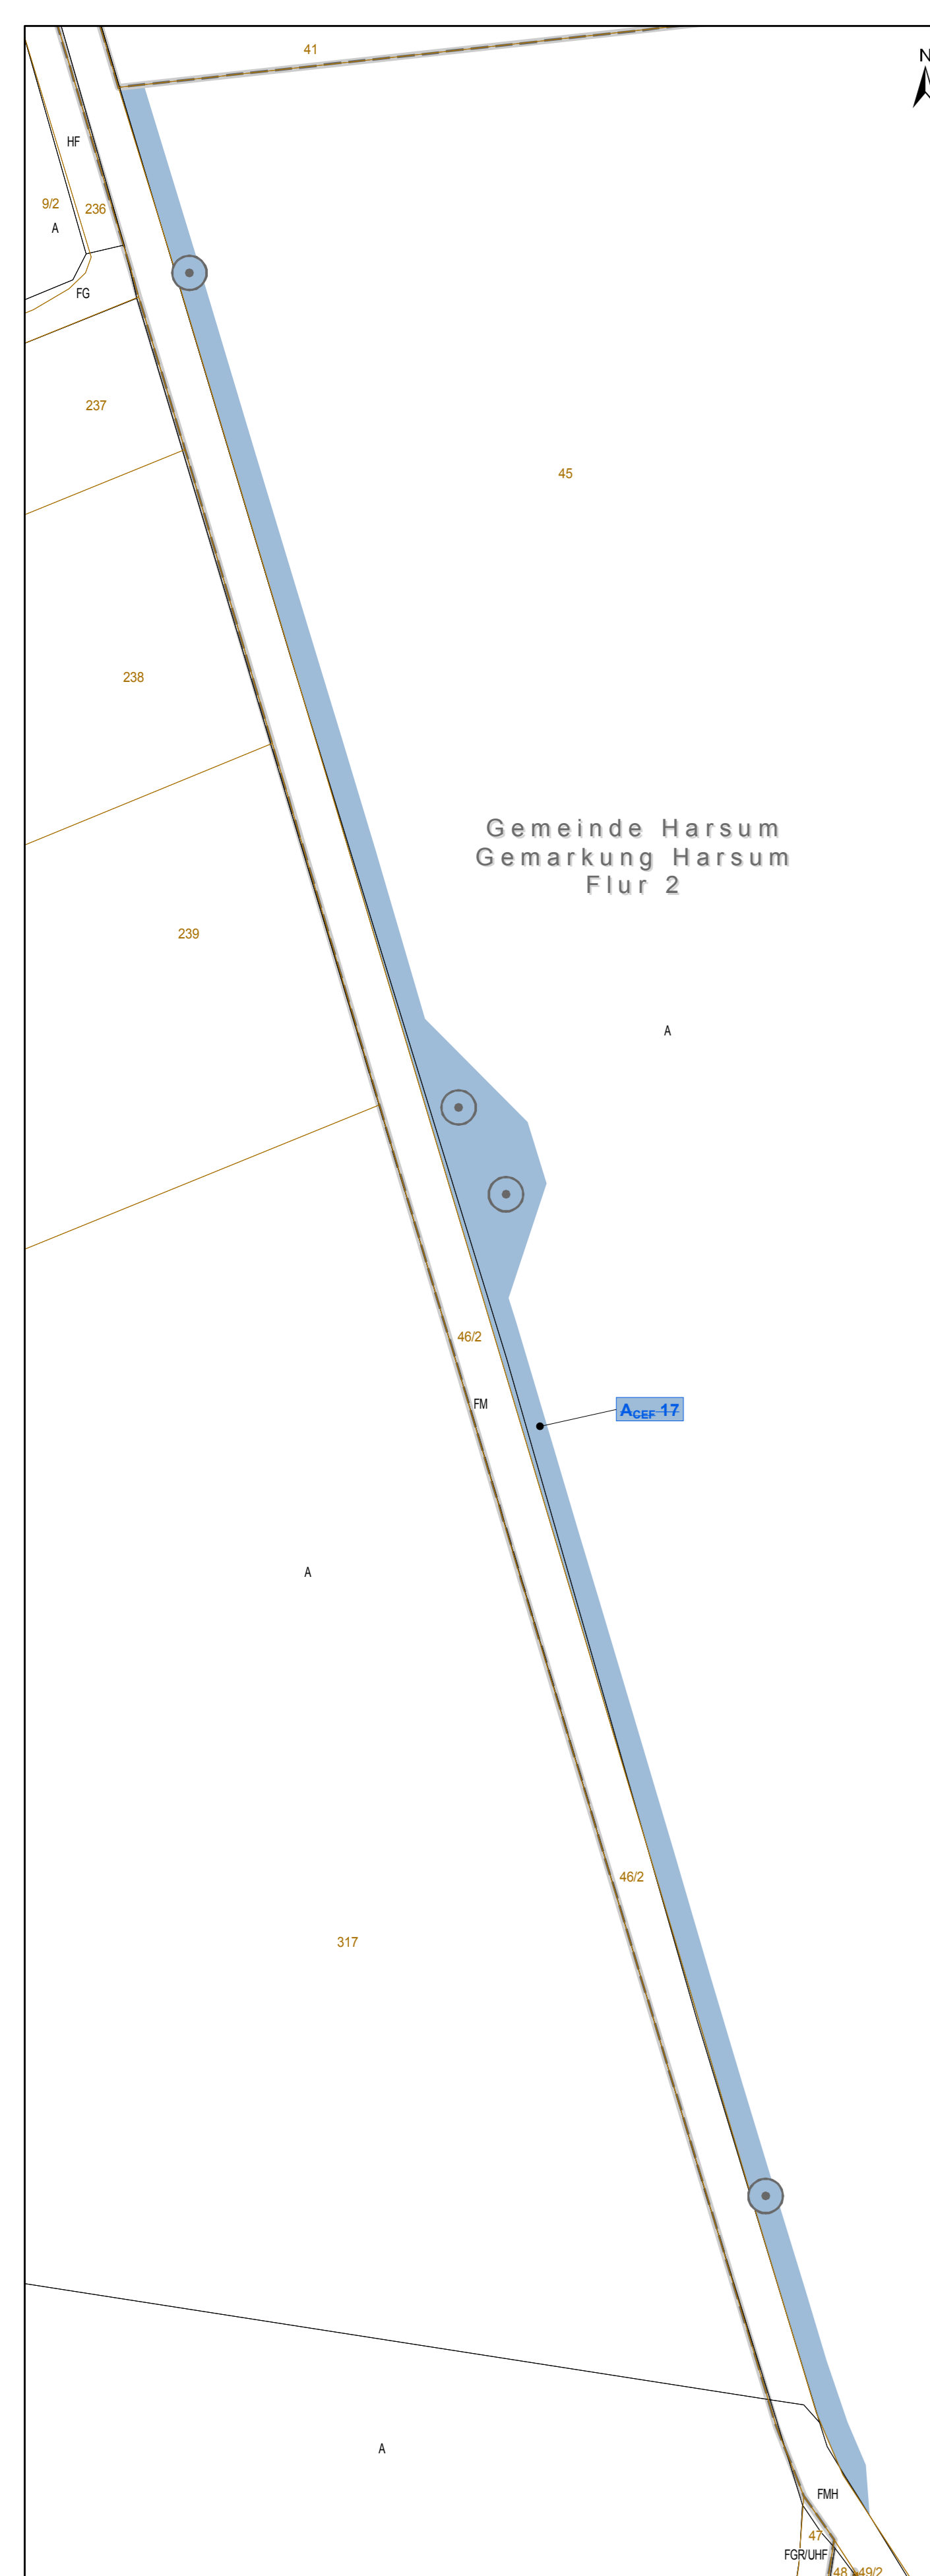 41
N
HF
9/2
236
A
FG
237
45
238
Gemeinde Harsum
Gemarkung Harsum
Flur 2
239
A
46/2
FM
A_CEF 17
A
46/2
317
A
FMH
47
FGR/UHF
48
49/2